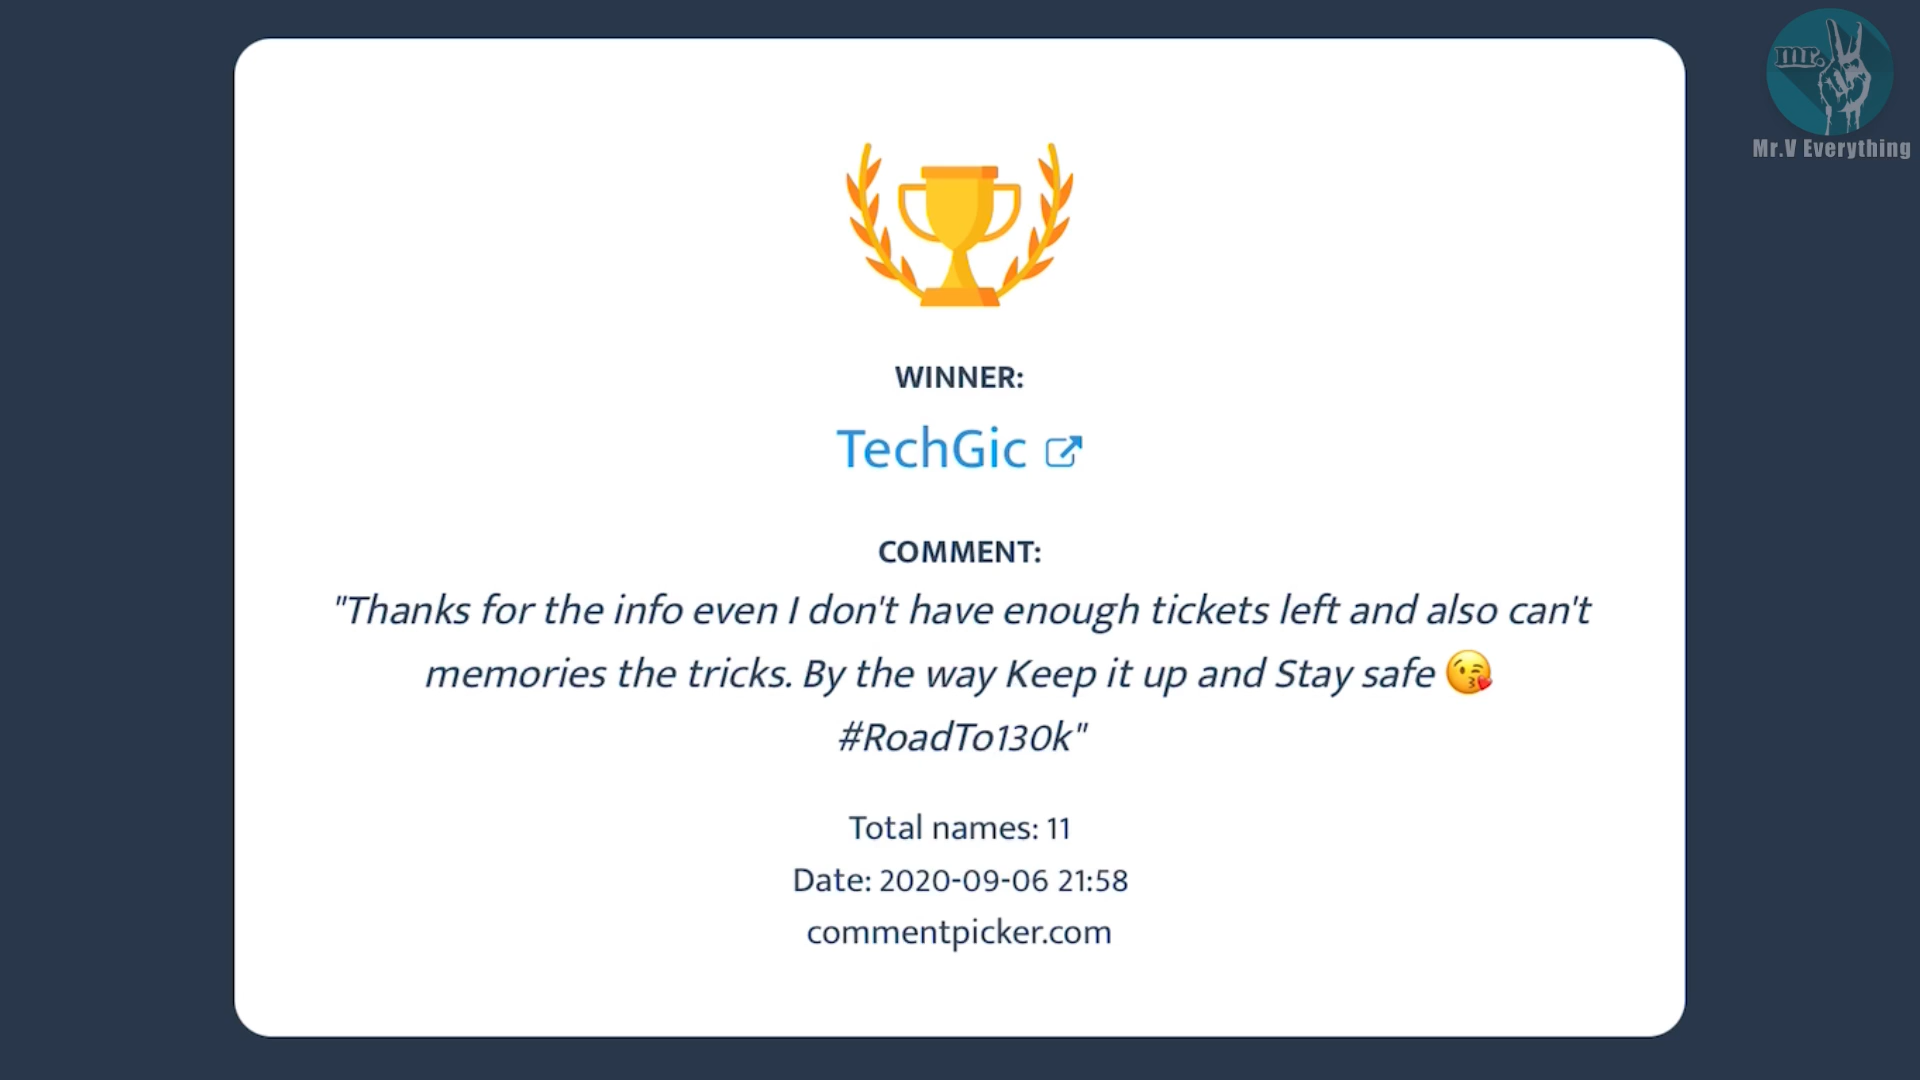 mr.
Mr.V Everything
WINNER:
TechGic
COMMENT:
"Thanks for the info even I don't have enough tickets left and also can't
memories the tricks. By the way Keep it up and Stay safe 😘
#RoadTo130k"
Total names: 11
Date: 2020-09-06 21:58
commentpicker.com